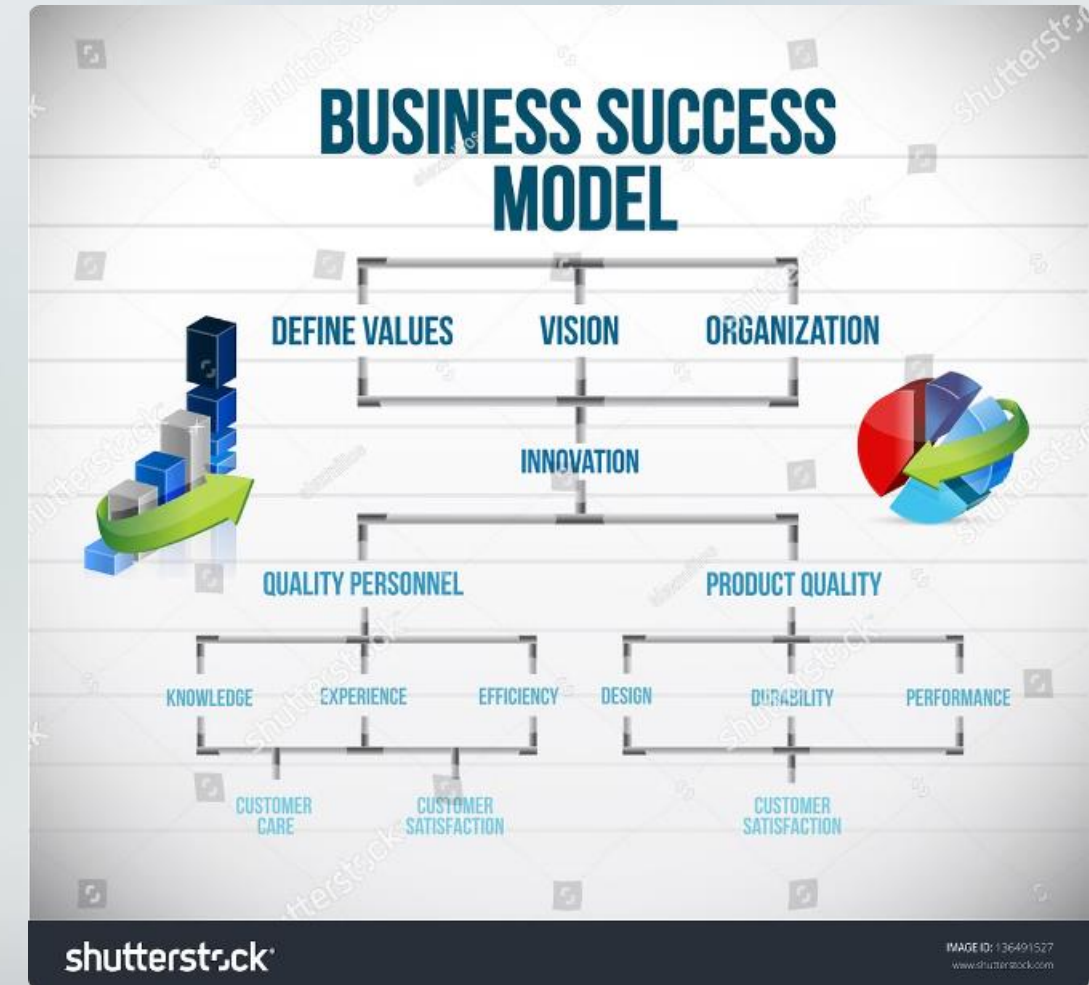 BUSINESS SUCCESS
MODEL
DEFINE VALUES VISION ORGANIZATION
INNOVATION
QUALITY PERSONNEL PRODUCT QUALITY
KNOWLEDGE EXPERIENCE EFFICIENCY DESIGN DURABILITY PERFORMANCE
CUSTOMER CUSTOMER CUSTOMER
CARE SATISFACTION SATISFACTION
shutterstock IMAGE ID: 136491527
www.shutterstock.com